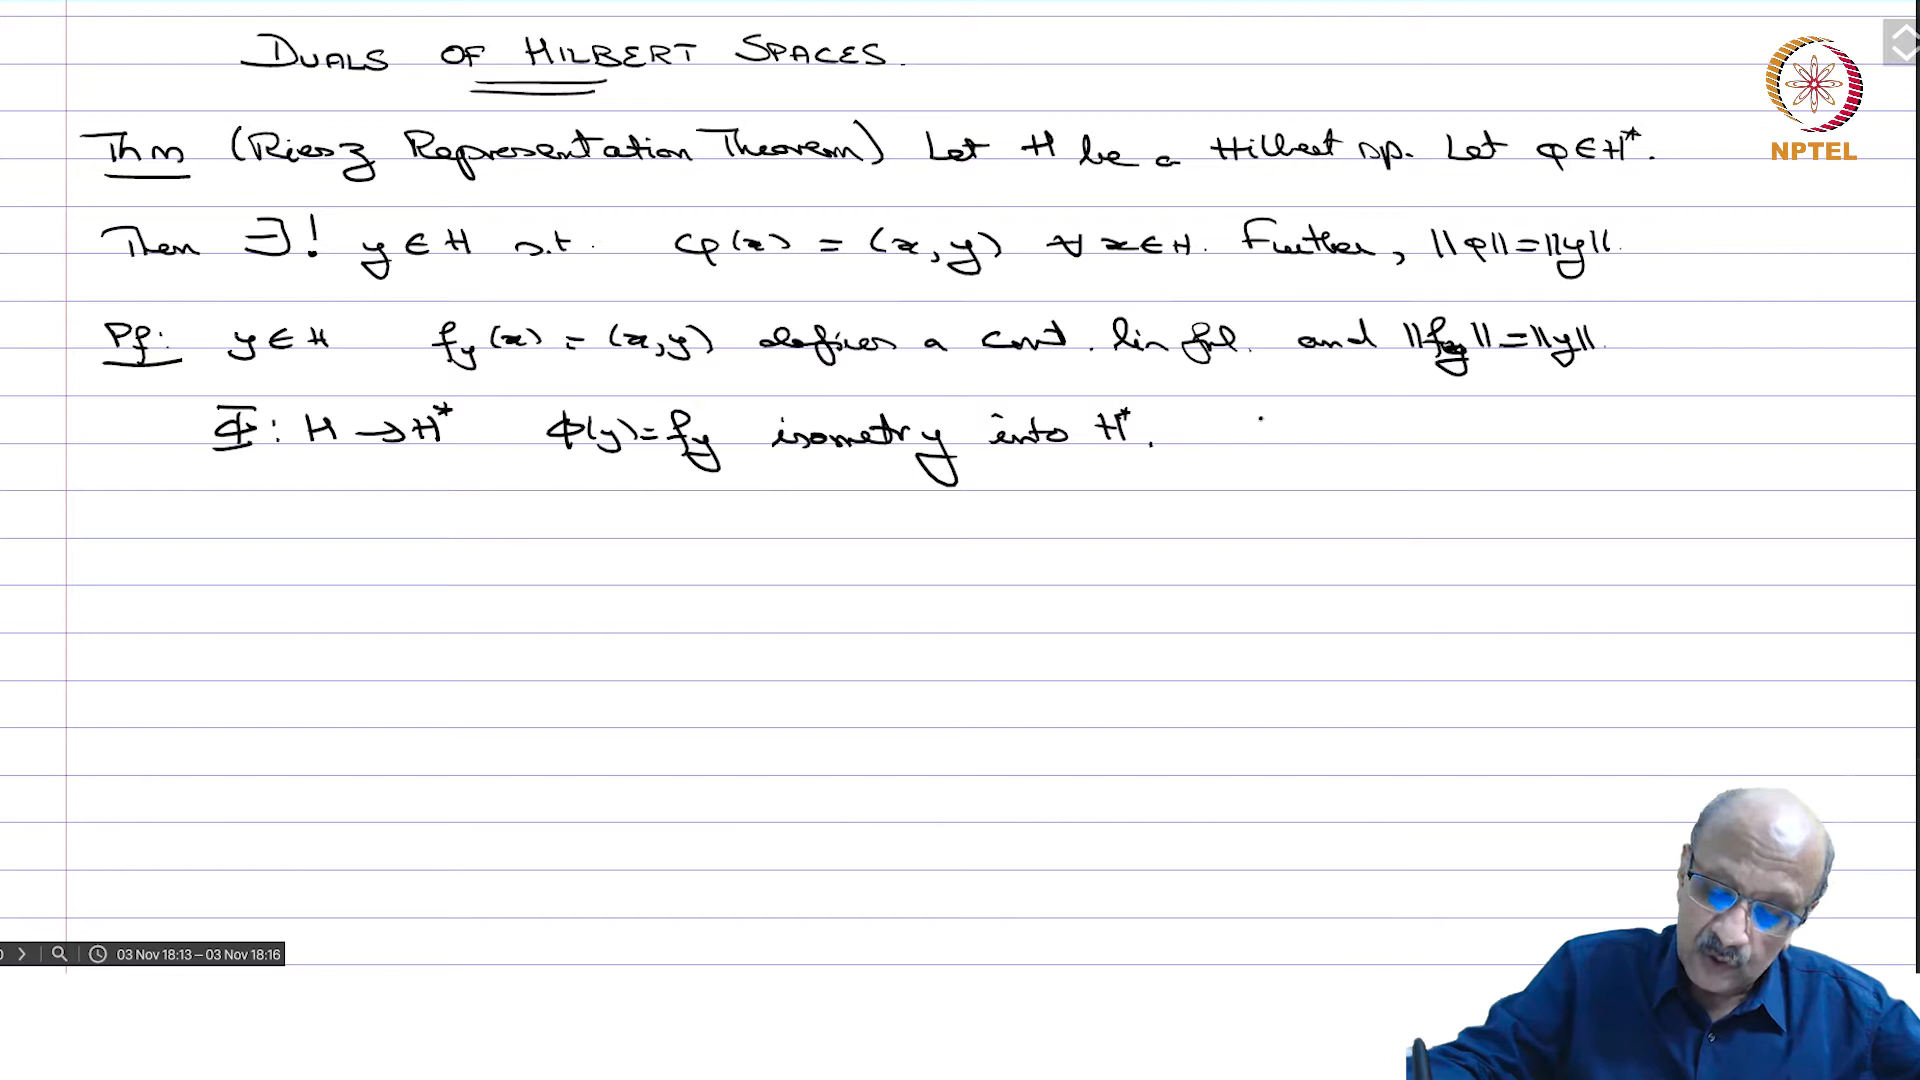 DUALS OF HILBERT SPACES.
NPTEL
Thm (Riesz Representation Theorem) Let H be a Hilbert sp. Let φ ∈ H*.
Then ∃! y ∈ H s.t. φ(x) = (x, y) ∀ x ∈ H. Further, ||φ|| = ||y||.
Pf: y ∈ H f_y(x) = (x, y) defines a cont. lin fnl. and ||f_y|| = ||y||.
Φ : H → H* Φ(y) = f_y isometry into H*.
03 Nov 18:13 – 03 Nov 18:16